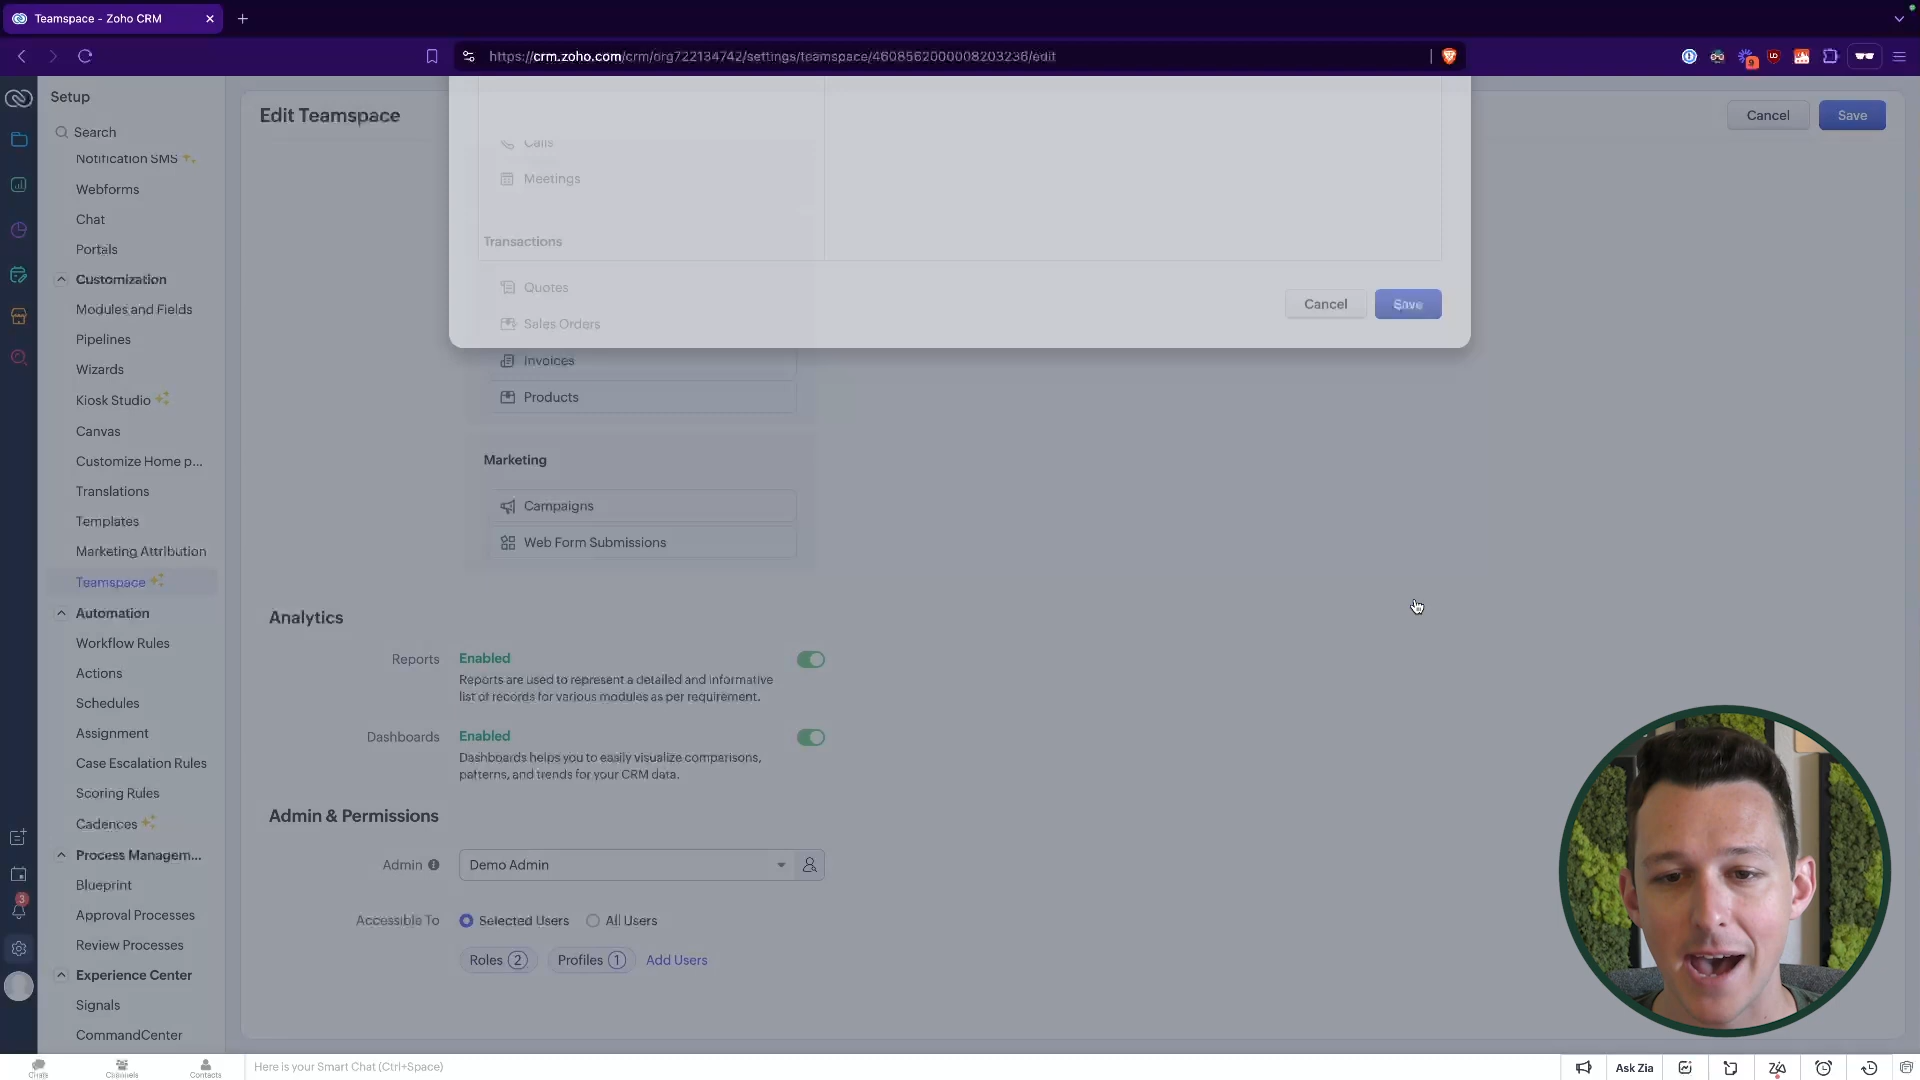 Teamspace - Zoho CRM
https://crm.zoho.com/crm/org722134742/settings/teamspace/4608562000008203236/edit
9
Setup
Search
Notification SMS
Webforms
Chat
Portals
Customization
Modules and Fields
Pipelines
Wizards
Kiosk Studio
Canvas
Customize Home p...
Translations
Templates
Marketing Attribution
Teamspace
Automation
Workflow Rules
Actions
Schedules
Assignment
Case Escalation Rules
Scoring Rules
Cadences
Process Managem...
Blueprint
Approval Processes
Review Processes
Experience Center
Signals
CommandCenter
3
Edit Teamspace
Cancel
Save
Calls
Meetings
Transactions
Quotes
Sales Orders
Invoices
Products
Cancel
Save
Marketing
Campaigns
Web Form Submissions
Analytics
Reports
Enabled
Reports are used to represent a detailed and informative
list of records for various modules as per requirement.
Dashboards
Enabled
Dashboards helps you to easily visualize comparisons,
patterns, and trends for your CRM data.
Admin & Permissions
Admin
Demo Admin
Accessible To
Selected Users
All Users
Roles 2
Profiles 1
Add Users
Chats
Channels
Contacts
Here is your Smart Chat (Ctrl+Space)
Ask Zia